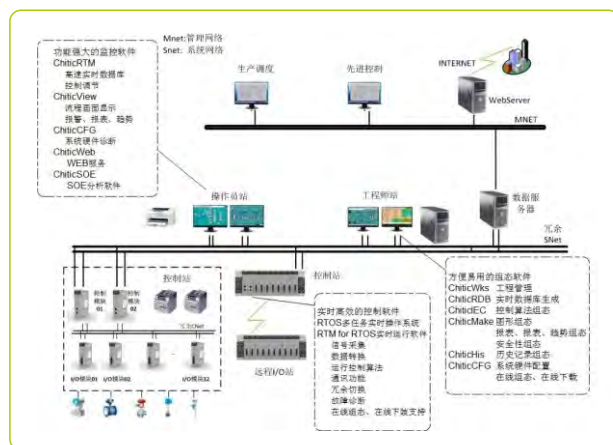 Mnet:管理网络
Snet: 系统网络
功能强大的监控软件
ChiticRTM
高速实时数据库
控制调节
ChiticView
流程画面显示
报警、报表、趋势
ChiticCFG
系统硬件诊断
ChiticWeb
WEB服务
ChiticSOE
SOE分析软件
生产调度
先进控制
INTERNET
WebServer
MNET
操作员站
工程师站
数据服
务器
冗余
SNet
控制站
控制
模块
01
控制
模块
02
冗余CNet
I/O模块01
I/O模块02
I/O模块32
控制站
远程I/O站
实时高效的控制软件
RTOS多任务实时操作系统
RTM for RTOS实时运行软件
信号采集
数据转换
运行控制算法
通讯功能
冗余切换
故障诊断
在线组态、在线下装支持
方便易用的组态软件
ChiticWks 工程管理
ChiticRDB 实时数据库生成
ChiticIEC 控制算法组态
ChiticMake 图形组态
报表、报表、趋势组态
安全性组态
ChiticHis 历史记录组态
ChiticCFG 系统硬件配置
在线组态、在线下载